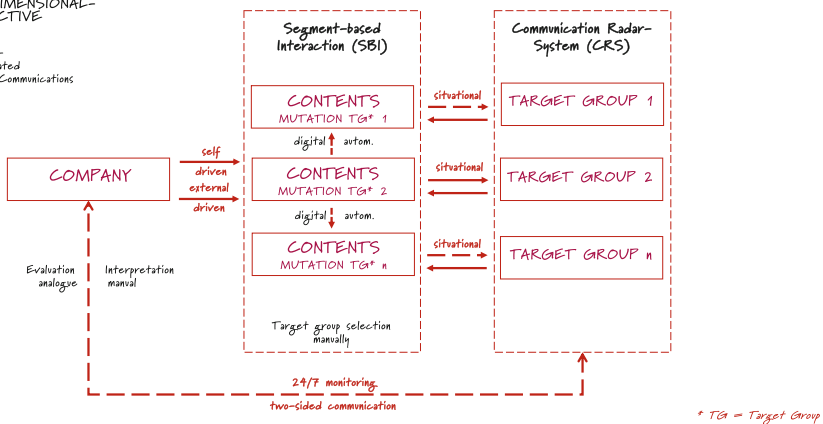 CTIVE
Communications
Segment-based
Interaction (SBI)
Communication Radar-
System (CRS)
CONTENTS
MUTATION TG* 1
situational
TARGET GROUP 1
digital autom.
COMPANY
self
driven
external
driven
CONTENTS
MUTATION TG* 2
situational
TARGET GROUP 2
digital autom.
CONTENTS
MUTATION TG* n
situational
TARGET GROUP n
Evaluation
analogue
Interpretation
manual
Target group selection
manually
24/7 monitoring
two-sided communication
* TG = Target Group